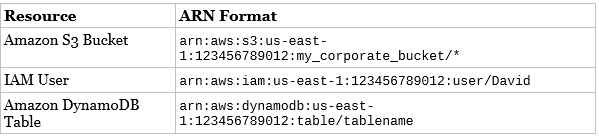 Resource ARN Format
Amazon S3 Bucket arn:aws:s3:us-east-
1:123456789012:my_corporate_bucket/*
IAM User arn:aws:iam:us-east-1:123456789012:user/David
Amazon DynamoDB arn:aws:dynamodb:us-east-
Table 1:123456789012:table/tablename